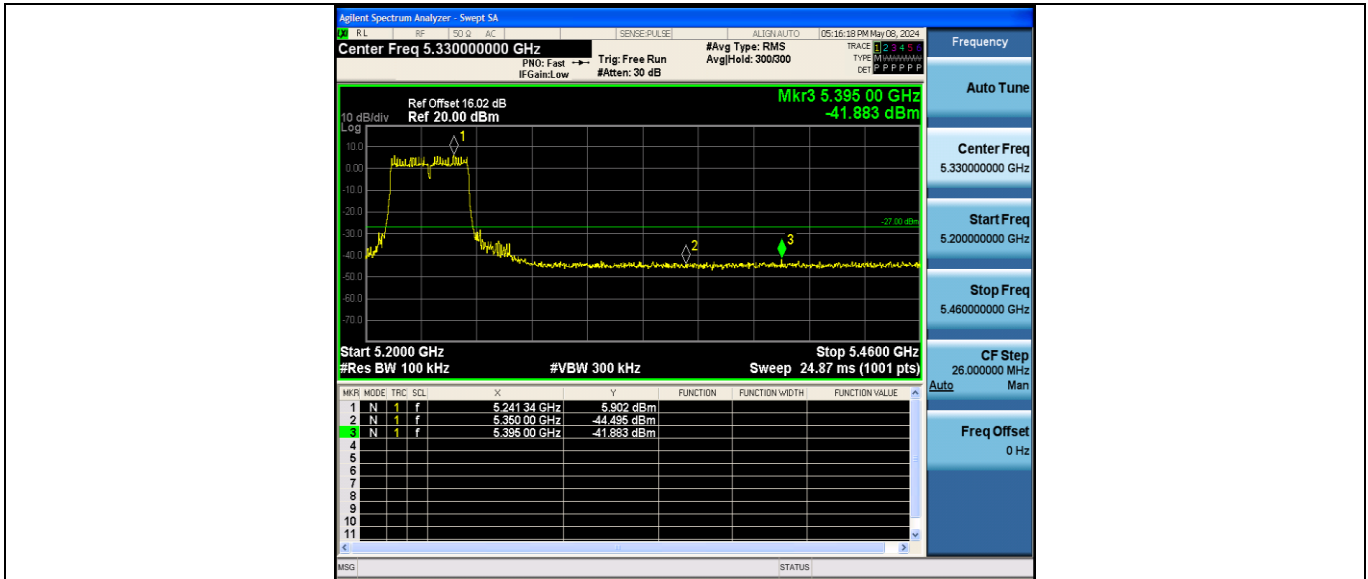 Agilent Spectrum Analyzer - Swept SA
LXI RL RF 50 Ω AC SENSE:PULSE ALIGN AUTO 05:16:18 PM May 08, 2024
Center Freq 5.330000000 GHz
PNO: Fast
IFGain:Low
Trig: Free Run
#Atten: 30 dB
#Avg Type: RMS
Avg|Hold: 300/300
TRACE 1 2 3 4 5 6
TYPE M WWWWW
DET P P P P P P
Mkr3 5.395 00 GHz
-41.883 dBm
Ref Offset 16.02 dB
10 dB/div Ref 20.00 dBm
Log
10.0
0.00
-10.0
-20.0
-30.0
-40.0
-50.0
-60.0
-70.0
1
-27.00 dBm
2
3
Start 5.2000 GHz Stop 5.4600 GHz
#Res BW 100 kHz #VBW 300 kHz Sweep 24.87 ms (1001 pts)
MKR MODE TRC SCL X Y FUNCTION FUNCTION WIDTH FUNCTION VALUE
1 N 1 f 5.241 34 GHz 5.902 dBm
2 N 1 f 5.350 00 GHz -44.495 dBm
3 N 1 f 5.395 00 GHz -41.883 dBm
4
5
6
7
8
9
10
11
MSG STATUS
Frequency
Auto Tune
Center Freq
5.330000000 GHz
Start Freq
5.200000000 GHz
Stop Freq
5.460000000 GHz
CF Step
26.000000 MHz
Auto Man
Freq Offset
0 Hz